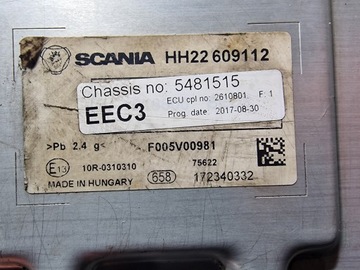 SCANIA HH22 609112
Chassis no: 5481515
EEC3
ECU cpl no. 2610801. F: 1
Prog. date 2017-08-30
>Pb 2,4 g< F005V00981
E13 10R-0310310 75622
MADE IN HUNGARY 658 172340332